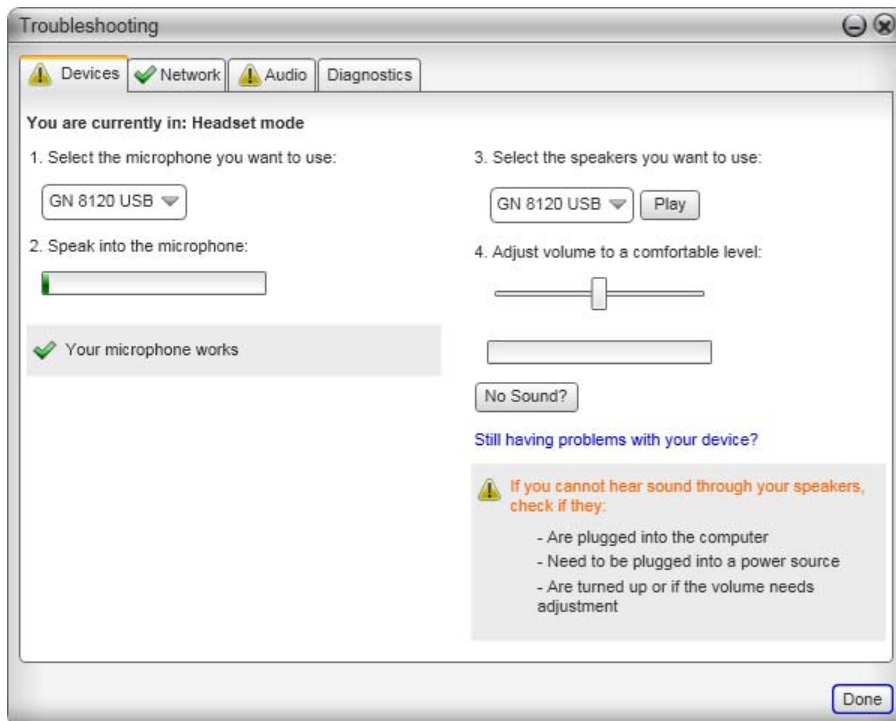 Troubleshooting
Devices
Network
Audio
Diagnostics
You are currently in: Headset mode
1. Select the microphone you want to use:
GN 8120 USB
2. Speak into the microphone:
Your microphone works
3. Select the speakers you want to use:
GN 8120 USB
Play
4. Adjust volume to a comfortable level:
No Sound?
Still having problems with your device?
If you cannot hear sound through your speakers,
check if they:
- Are plugged into the computer
- Need to be plugged into a power source
- Are turned up or if the volume needs
adjustment
Done